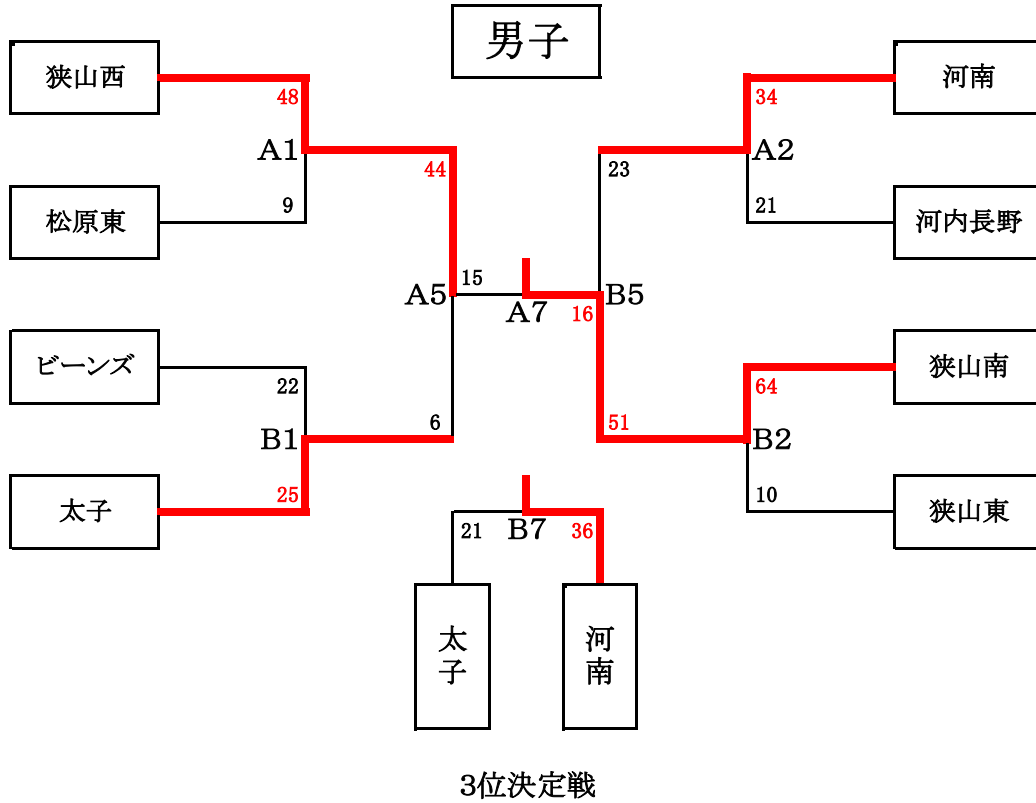 男子
狭山西
河南
48
34
A1
A2
44
23
松原東
9
21
河内長野
15
A5
B5
A7
16
ビーンズ
狭山南
22
64
6
51
B1
B2
太子
25
10
狭山東
21
B7
36
太子
河南
3位決定戦